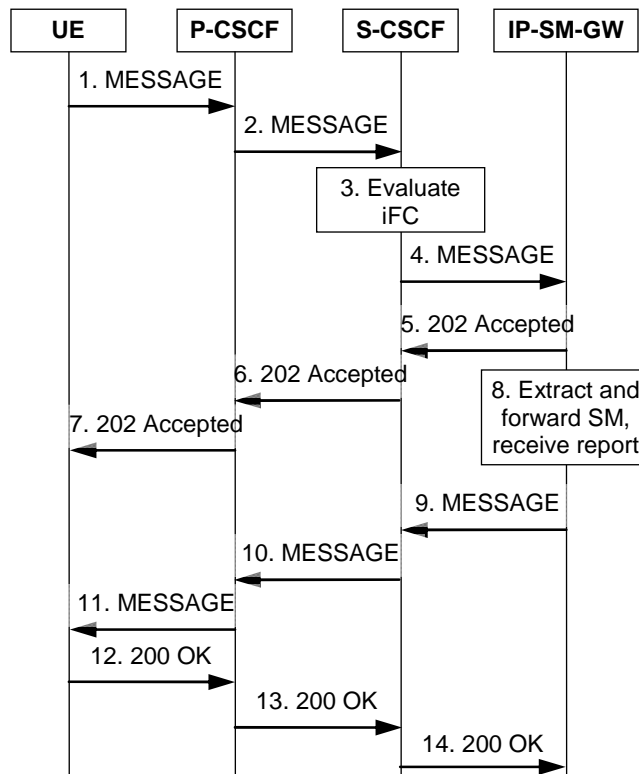 UE
P-CSCF
S-CSCF
IP-SM-GW
1. MESSAGE
2. MESSAGE
3. Evaluate
iFC
4. MESSAGE
5. 202 Accepted
6. 202 Accepted
7. 202 Accepted
8. Extract and
forward SM,
receive report
9. MESSAGE
10. MESSAGE
11. MESSAGE
12. 200 OK
13. 200 OK
14. 200 OK